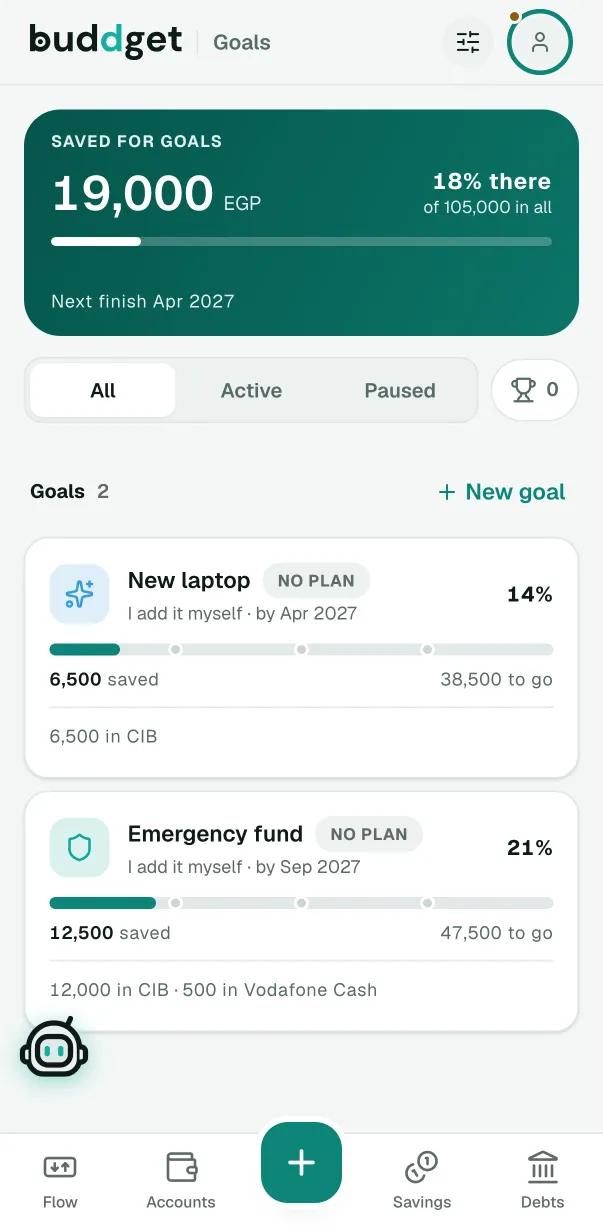 buddget Goals
SAVED FOR GOALS
19,000 EGP
18% there
of 105,000 in all
Next finish Apr 2027
All Active Paused 0
Goals 2 + New goal
New laptop NO PLAN
I add it myself · by Apr 2027
14%
6,500 saved 38,500 to go
6,500 in CIB
Emergency fund NO PLAN
I add it myself · by Sep 2027
21%
12,500 saved 47,500 to go
12,000 in CIB · 500 in Vodafone Cash
Flow Accounts Savings Debts